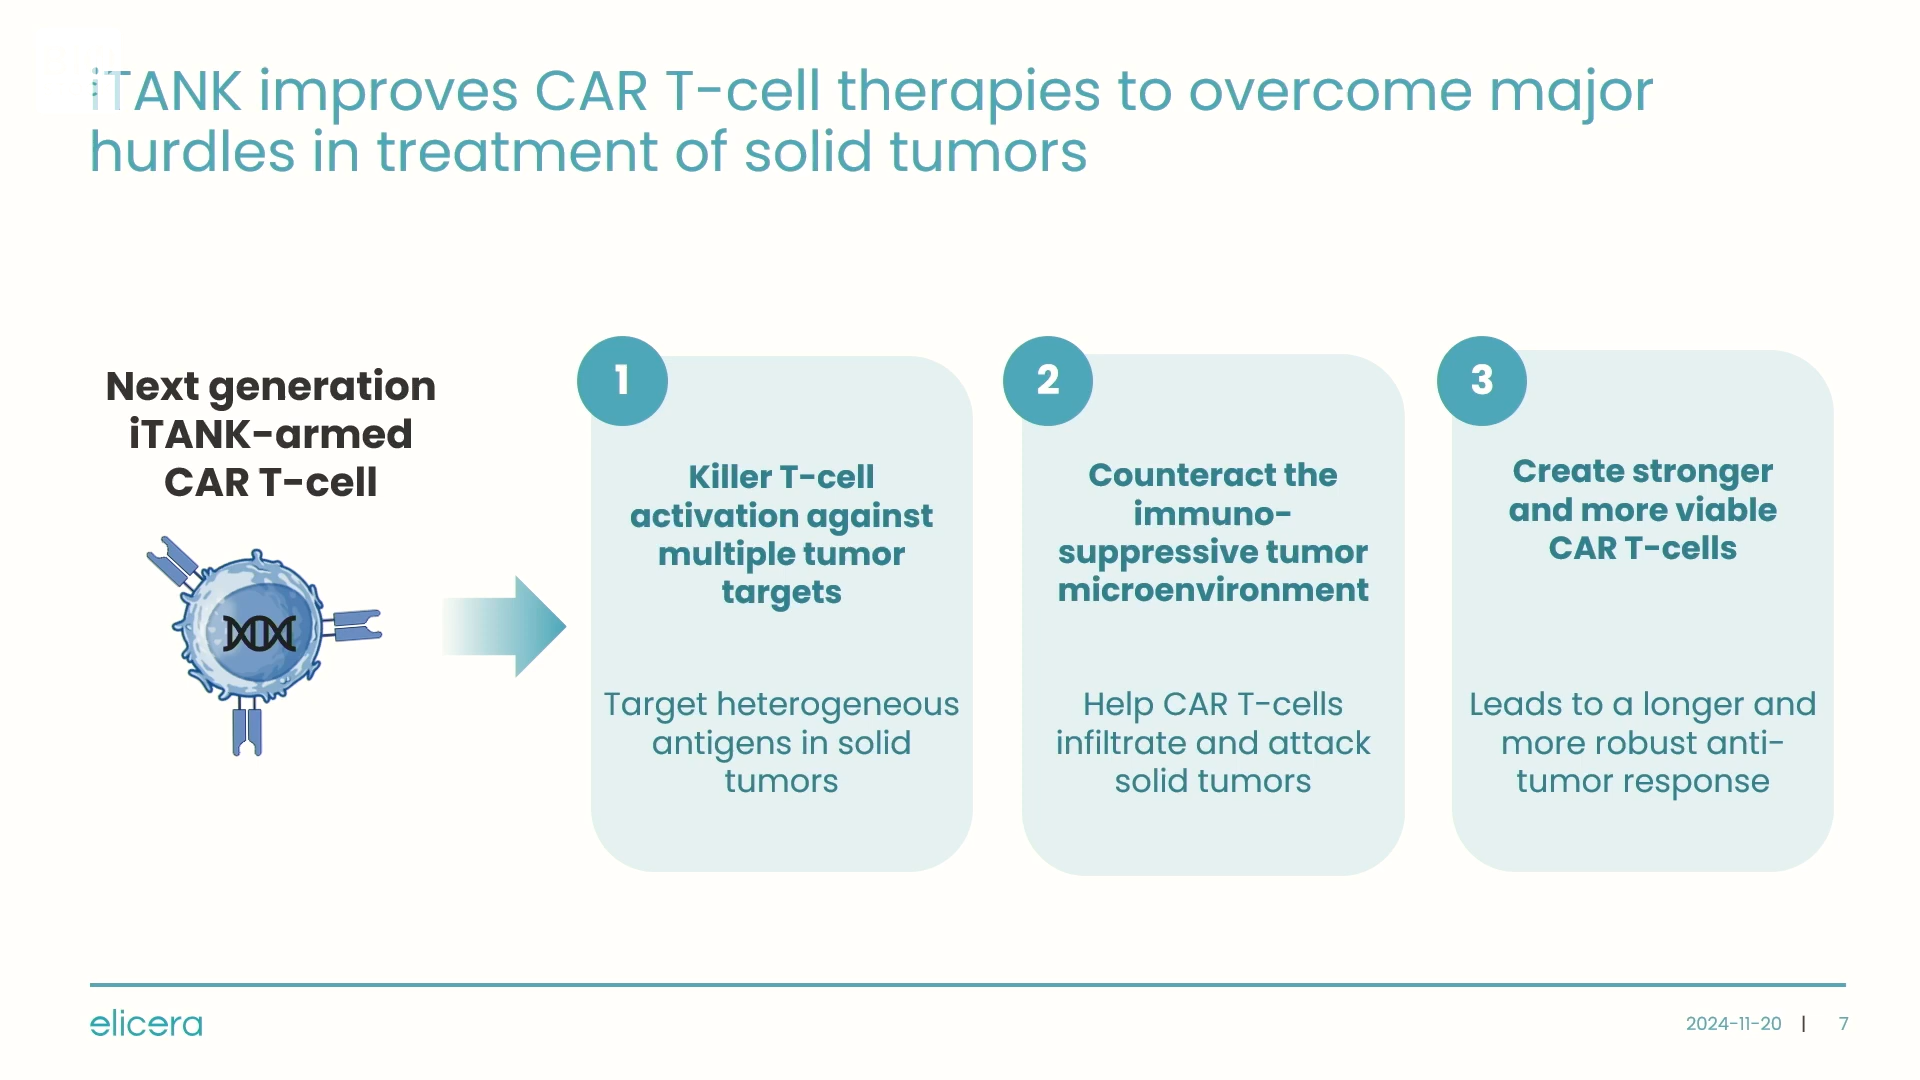 iTANK improves CAR T-cell therapies to overcome major
hurdles in treatment of solid tumors
Next generation
iTANK-armed
CAR T-cell
1
Killer T-cell
activation against
multiple tumor
targets
Target heterogeneous
antigens in solid
tumors
2
Counteract the
immuno-
suppressive tumor
microenvironment
Help CAR T-cells
infiltrate and attack
solid tumors
3
Create stronger
and more viable
CAR T-cells
Leads to a longer and
more robust anti-
tumor response
elicera
2024-11-20 | 7